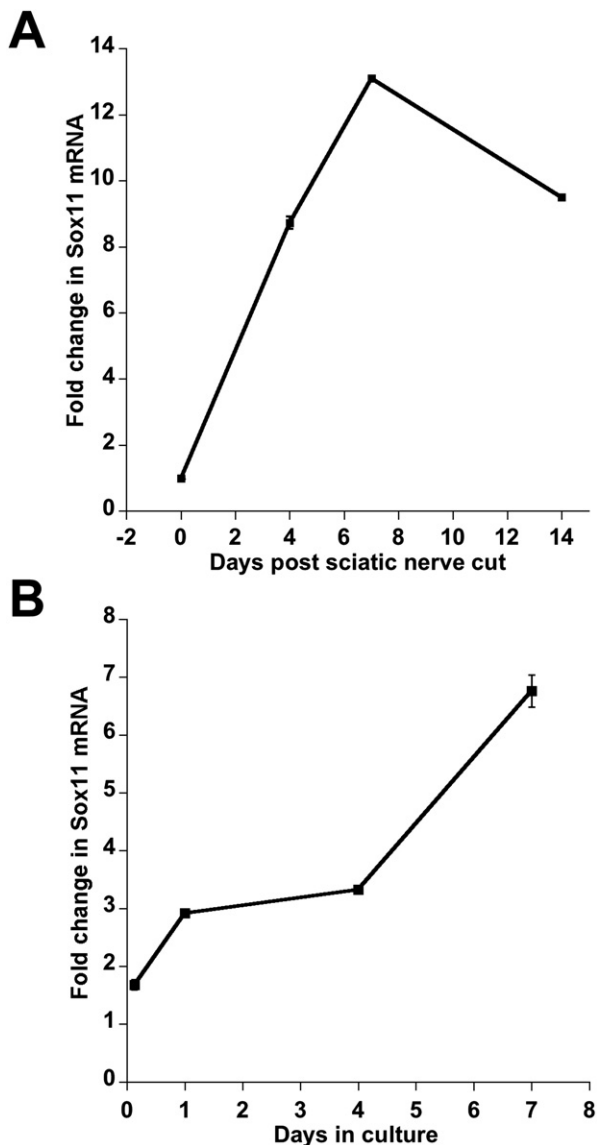 A
14
12
10
8
6
4
2
0
Fold change in Sox11 mRNA
-2 0 2 4 6 8 10 12 14
Days post sciatic nerve cut
B
8
7
6
5
4
3
2
1
0
Fold change in Sox11 mRNA
0 1 2 3 4 5 6 7 8
Days in culture